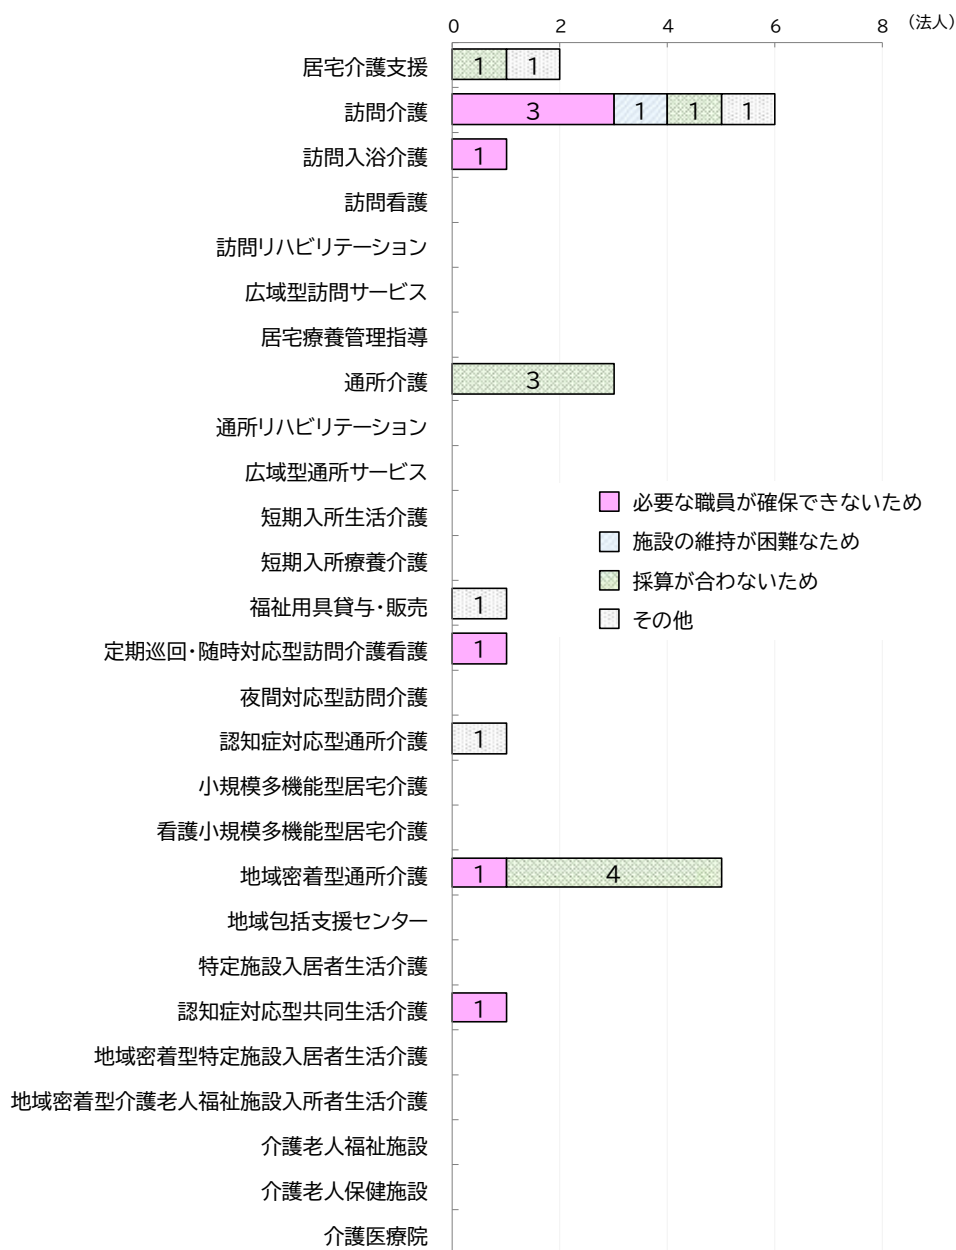 0 2 4 6 8 （法人）
居宅介護支援 1 1
訪問介護 3 1 1 1
訪問入浴介護 1
訪問看護
訪問リハビリテーション
広域型訪問サービス
居宅療養管理指導
通所介護 3
通所リハビリテーション
広域型通所サービス
短期入所生活介護
短期入所療養介護
福祉用具貸与・販売 1
定期巡回・随時対応型訪問介護看護 1
夜間対応型訪問介護
認知症対応型通所介護 1
小規模多機能型居宅介護
看護小規模多機能型居宅介護
地域密着型通所介護 1 4
地域包括支援センター
特定施設入居者生活介護
認知症対応型共同生活介護 1
地域密着型特定施設入居者生活介護
地域密着型介護老人福祉施設入所者生活介護
介護老人福祉施設
介護老人保健施設
介護医療院
必要な職員が確保できないため
施設の維持が困難なため
採算が合わないため
その他